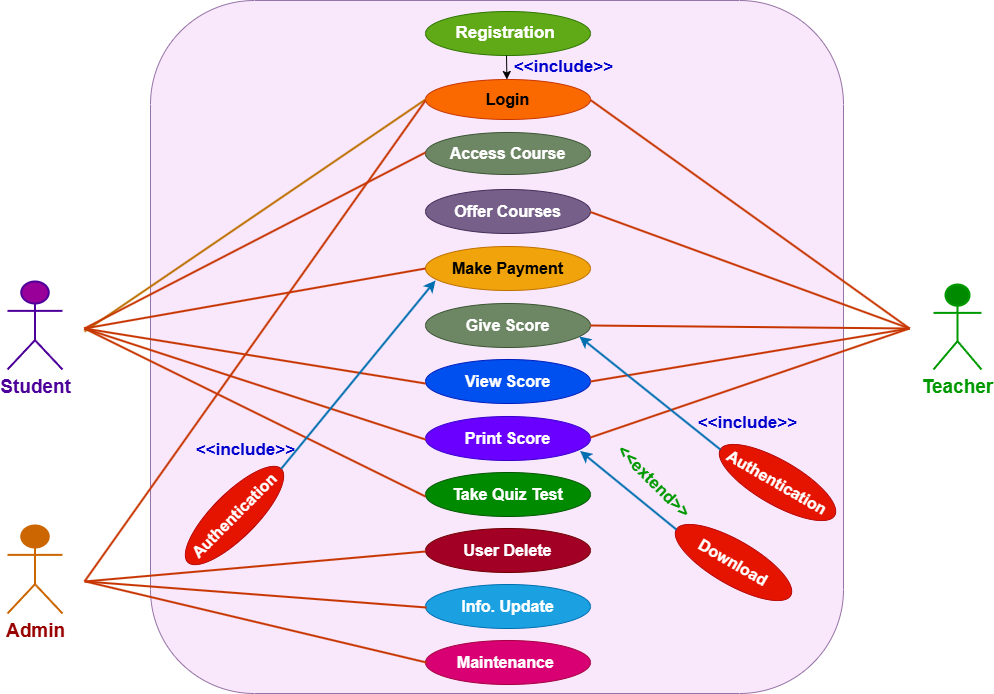 Registration
<<include>>
Login
Access Course
Offer Courses
Make Payment
Give Score
View Score
Student
Teacher
<<include>>
Print Score
<<include>>
<<extend>>
Authentication
Take Quiz Test
Authentication
User Delete
Download
Info. Update
Admin
Maintenance